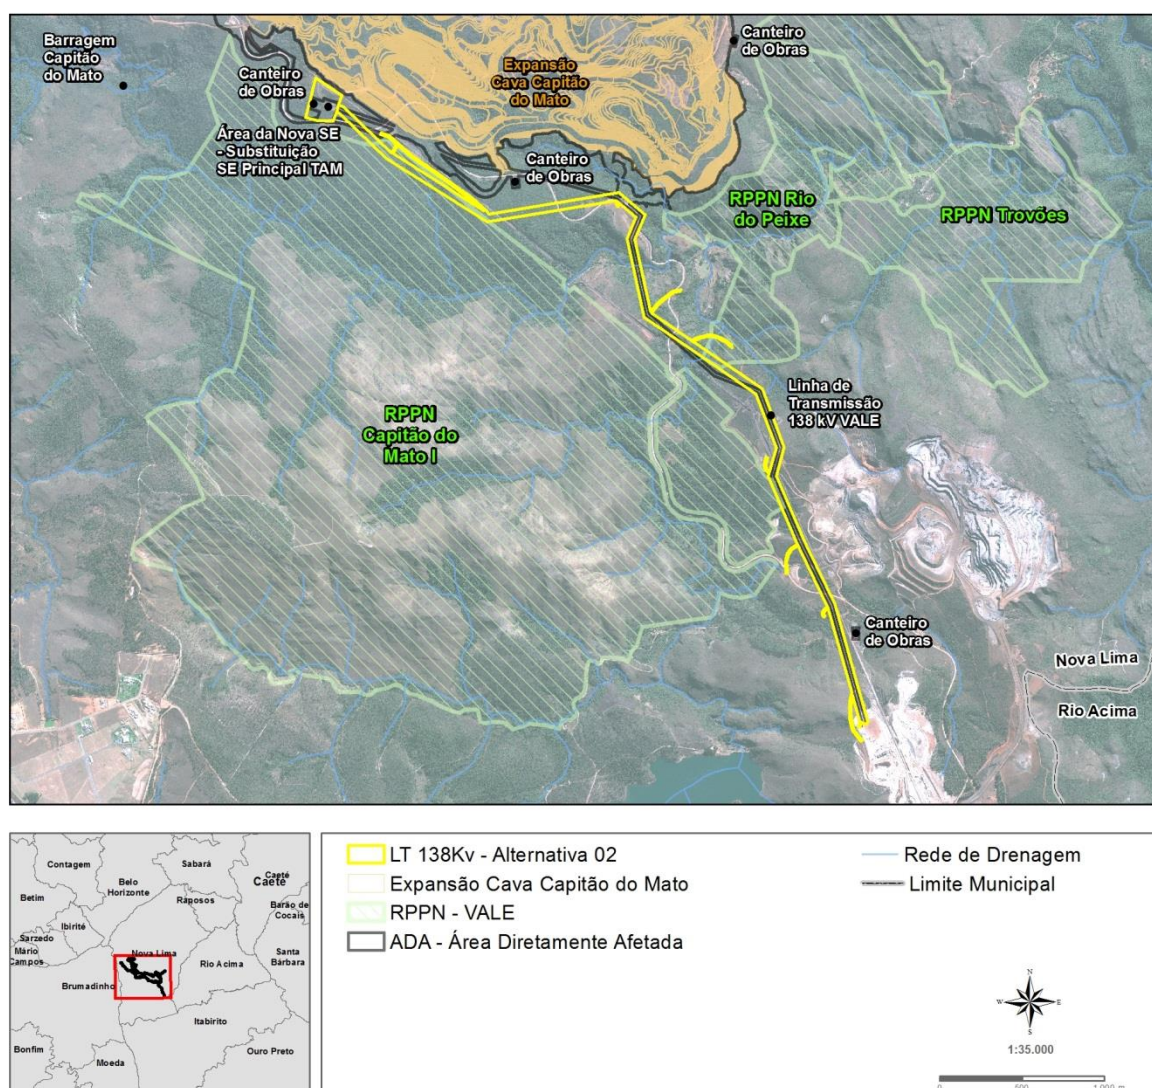 Barragem
Capitão
do Mato
Canteiro
de Obras
Área da Nova SE
- Substituição
SE Principal TAM
Expansão
Cava Capitão
do Mato
Canteiro
de Obras
Canteiro
de Obras
RPPN Rio
do Peixe
RPPN Trovões
RPPN
Capitão do
Mato I
Linha de
Transmissão
138 kV VALE
Canteiro
de Obras
Nova Lima
Rio Acima
Contagem
Betim
Ibirité
Sarzedo
Mário
Campos
Belo
Horizonte
Sabará
Raposos
Caeté
Caeté
Barão de
Cocais
Nova Lima
Rio Acima
Santa
Bárbara
Brumadinho
Itabirito
Bonfim
Moeda
Ouro Preto
LT 138Kv - Alternativa 02
Expansão Cava Capitão do Mato
RPPN - VALE
ADA - Área Diretamente Afetada
Rede de Drenagem
Limite Municipal
N
W
E
S
1:35.000
0 500 1.000 m